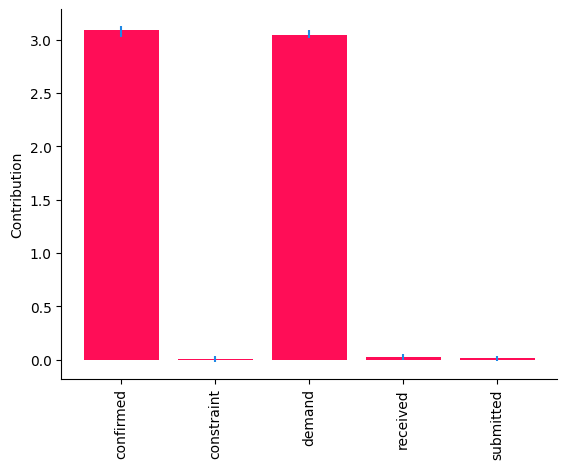 3.0
2.5
2.0
1.5
1.0
0.5
0.0
Contribution
confirmed
constraint
demand
received
submitted